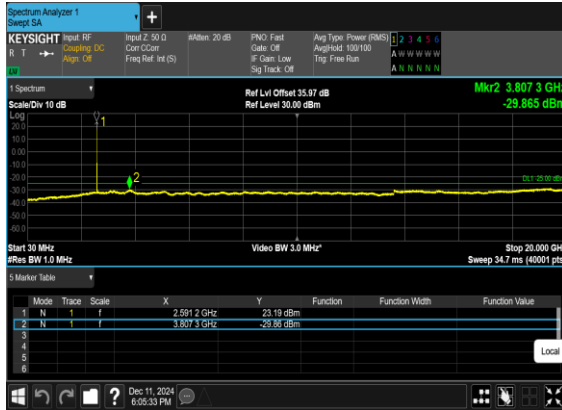 Spectrum Analyzer 1
Swept SA
KEYSIGHT Input: RF Input Z: 50 Ω #Atten: 20 dB PNO: Fast Avg Type: Power (RMS) 1 2 3 4 5 6
R T Coupling: DC Corr CCorr Gate: Off Avg|Hold: 100/100 A W W W W W
Align: Off Freq Ref: Int (S) IF Gain: Low Trig: Free Run
Sig Track: Off A N N N N N
LU
1 Spectrum Ref Lvl Offset 35.97 dB Mkr2 3.807 3 GHz
Scale/Div 10 dB Ref Level 30.00 dBm -29.865 dBm
Log
20.0
10.0
0.00
-10.0
-20.0
-30.0
-40.0
-50.0
-60.0
1
2
DL1 -25.00 dBm
Start 30 MHz Video BW 3.0 MHz* Stop 20.000 GHz
#Res BW 1.0 MHz Sweep 34.7 ms (40001 pts)
5 Marker Table
Mode Trace Scale X Y Function Function Width Function Value
1 N 1 f 2.591 2 GHz 23.19 dBm
2 N 1 f 3.807 3 GHz -29.86 dBm
3
4
5
6
Local
? Dec 11, 2024
6:05:33 PM